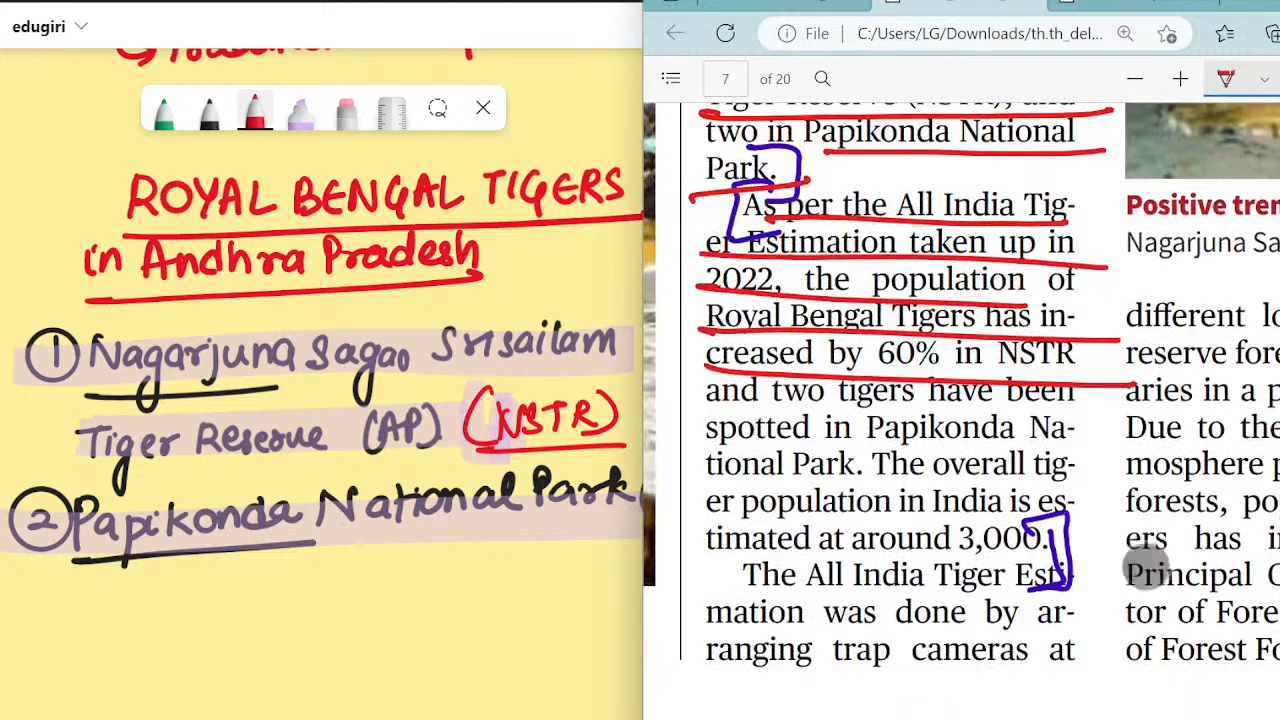 edugiri
ROYAL BENGAL TIGERS
in Andhra Pradesh
① Nagarjuna Sagar Srisailam
Tiger Reserve (AP) (NSTR)
② Papikonda National Park
File C:/Users/LG/Downloads/th.th_del...
7 of 20
Tiger Reserve (NSTR), and
two in Papikonda National
Park.
As per the All India Tig-
er Estimation taken up in
2022, the population of
Royal Bengal Tigers has in-
creased by 60% in NSTR
and two tigers have been
spotted in Papikonda Na-
tional Park. The overall tig-
er population in India is es-
timated at around 3,000.
The All India Tiger Esti-
mation was done by ar-
ranging trap cameras at
Positive tren
Nagarjuna Sa
different lo
reserve fore
aries in a p
Due to the
mosphere p
forests, po
ers has in
Principal C
tor of Fore
of Forest Fo